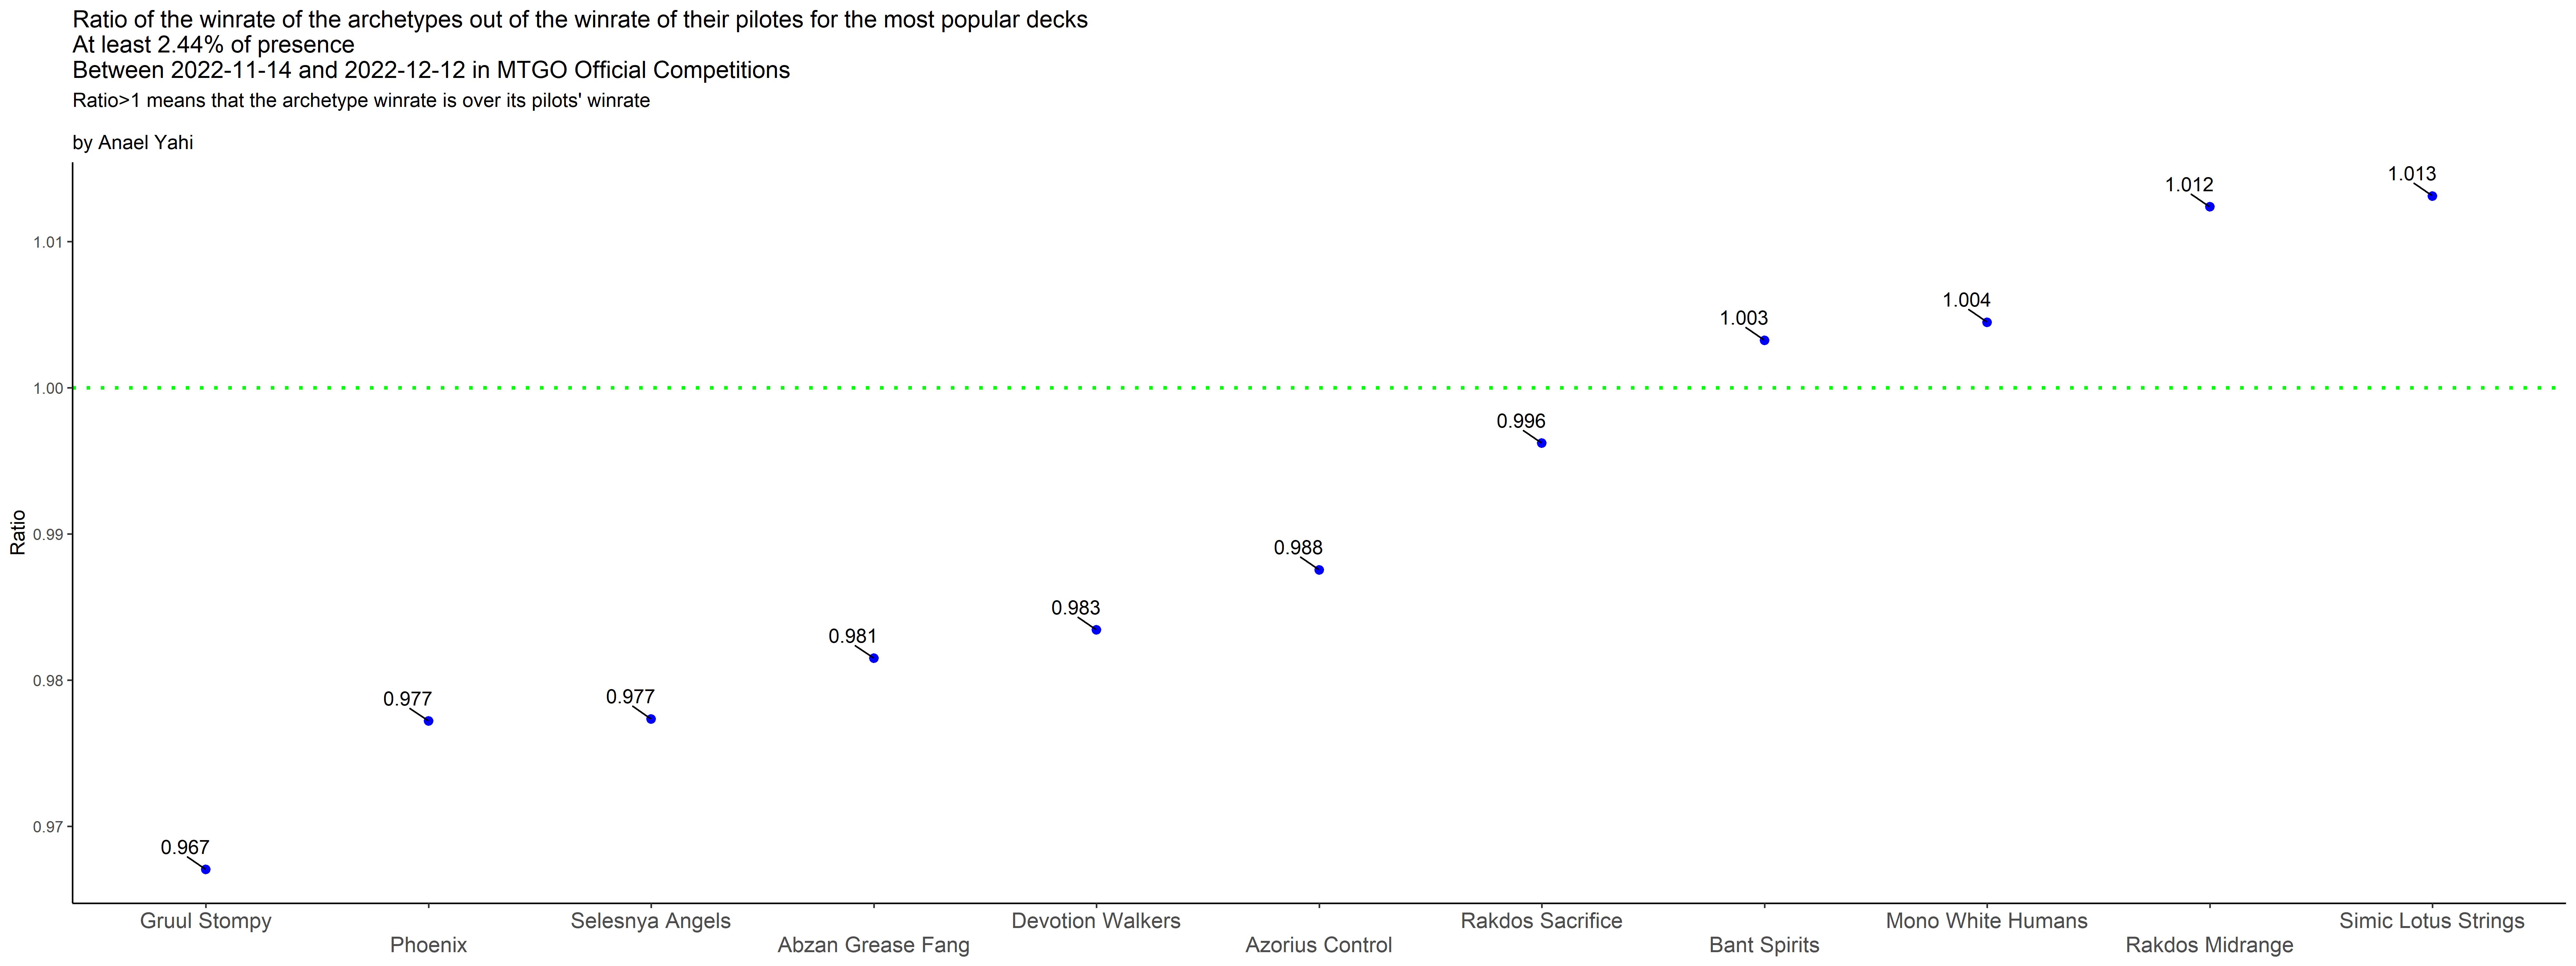 Ratio of the winrate of the archetypes out of the winrate of their pilotes for the most popular decks
At least 2.44% of presence
Between 2022-11-14 and 2022-12-12 in MTGO Official Competitions
Ratio>1 means that the archetype winrate is over its pilots' winrate
by Anael Yahi
Ratio
1.01
1.00
0.99
0.98
0.97
0.967
0.977
0.977
0.981
0.983
0.988
0.996
1.003
1.004
1.012
1.013
Gruul Stompy
Phoenix
Selesnya Angels
Abzan Grease Fang
Devotion Walkers
Azorius Control
Rakdos Sacrifice
Bant Spirits
Mono White Humans
Rakdos Midrange
Simic Lotus Strings